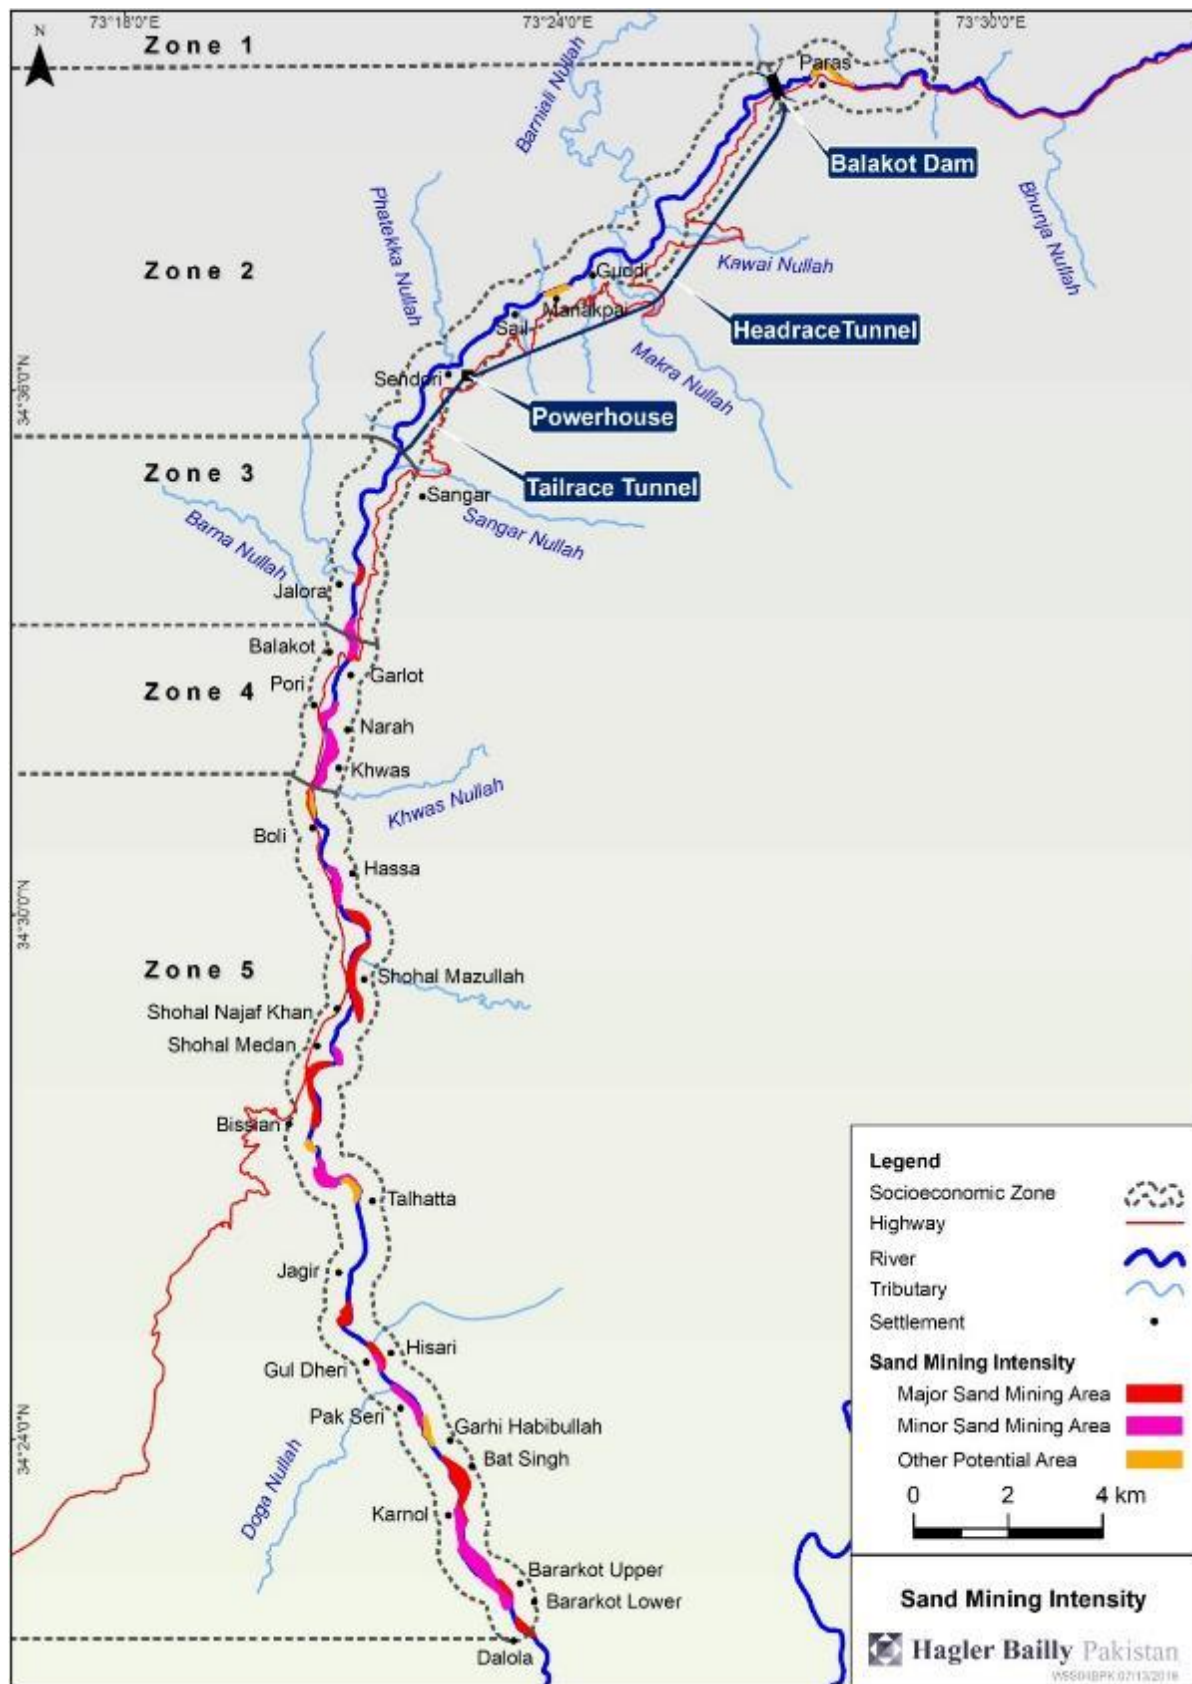 73°18'0"E
73°24'0"E
73°30'0"E
N
Zone 1
Paras
Barniali Nullah
Balakot Dam
Phatekka Nullah
Bhunja Nullah
Zone 2
Kawai Nullah
Guddi
Manakpai
Sail
Headrace Tunnel
Makra Nullah
34°36'0"N
Sendori
Powerhouse
Zone 3
Tailrace Tunnel
Sangar
Sangar Nullah
Barna Nullah
Jalora
Balakot
Garlot
Zone 4
Pori
Narah
Khwas
Khwas Nullah
Boli
Hassa
34°30'0"N
Zone 5
Shohal Mazullah
Shohal Najaf Khan
Shohal Medan
Bissian
Talhatta
Jagir
Hisari
Gul Dheri
Pak Seri
34°24'0"N
Garhi Habibullah
Bat Singh
Doga Nullah
Karnol
Bararkot Upper
Bararkot Lower
Dalola
Legend
Socioeconomic Zone
Highway
River
Tributary
Settlement
Sand Mining Intensity
Major Sand Mining Area
Minor Sand Mining Area
Other Potential Area
0 2 4 km
Sand Mining Intensity
Hagler Bailly Pakistan